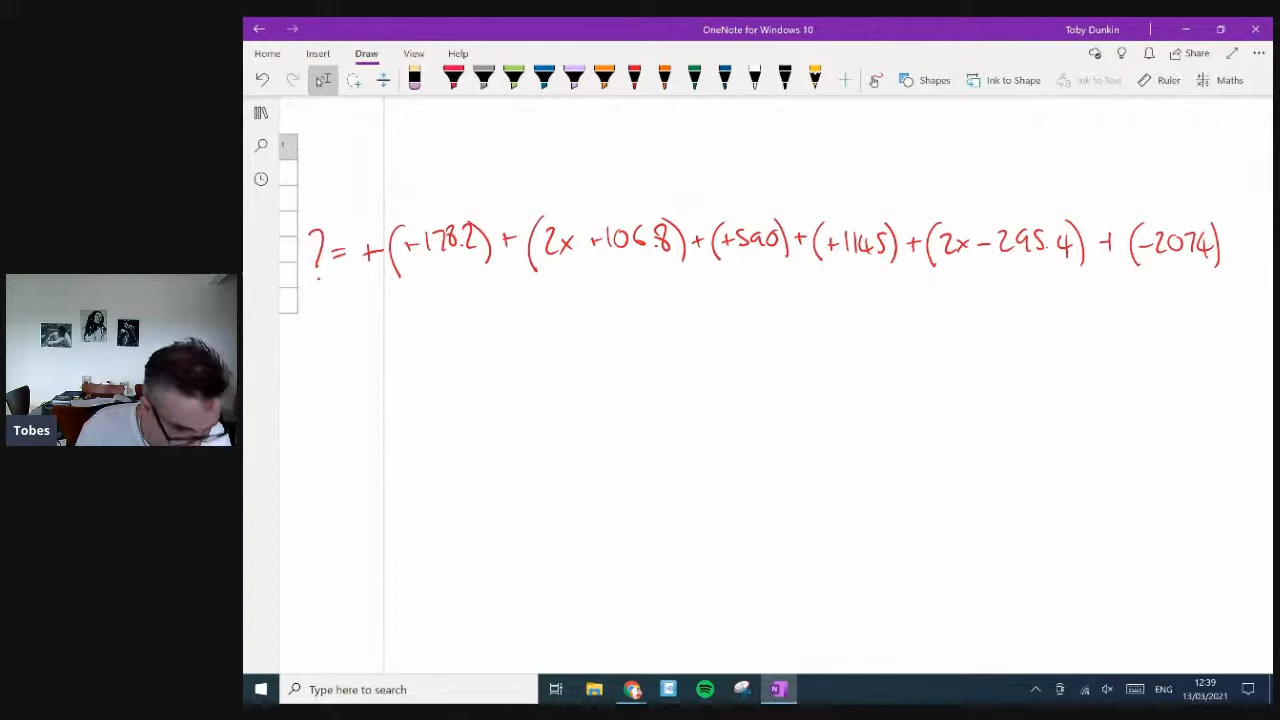 OneNote for Windows 10
Toby Dunkin
Home Insert Draw View Help
Share
Shapes Ink to Shape Ink to Text Ruler Maths
? = +(+178.2) + (2x +106.8) + (+590) + (+1145) + (2x - 295.4) + (-2074)
Tobes
Type here to search
ENG
12:39
13/03/2021